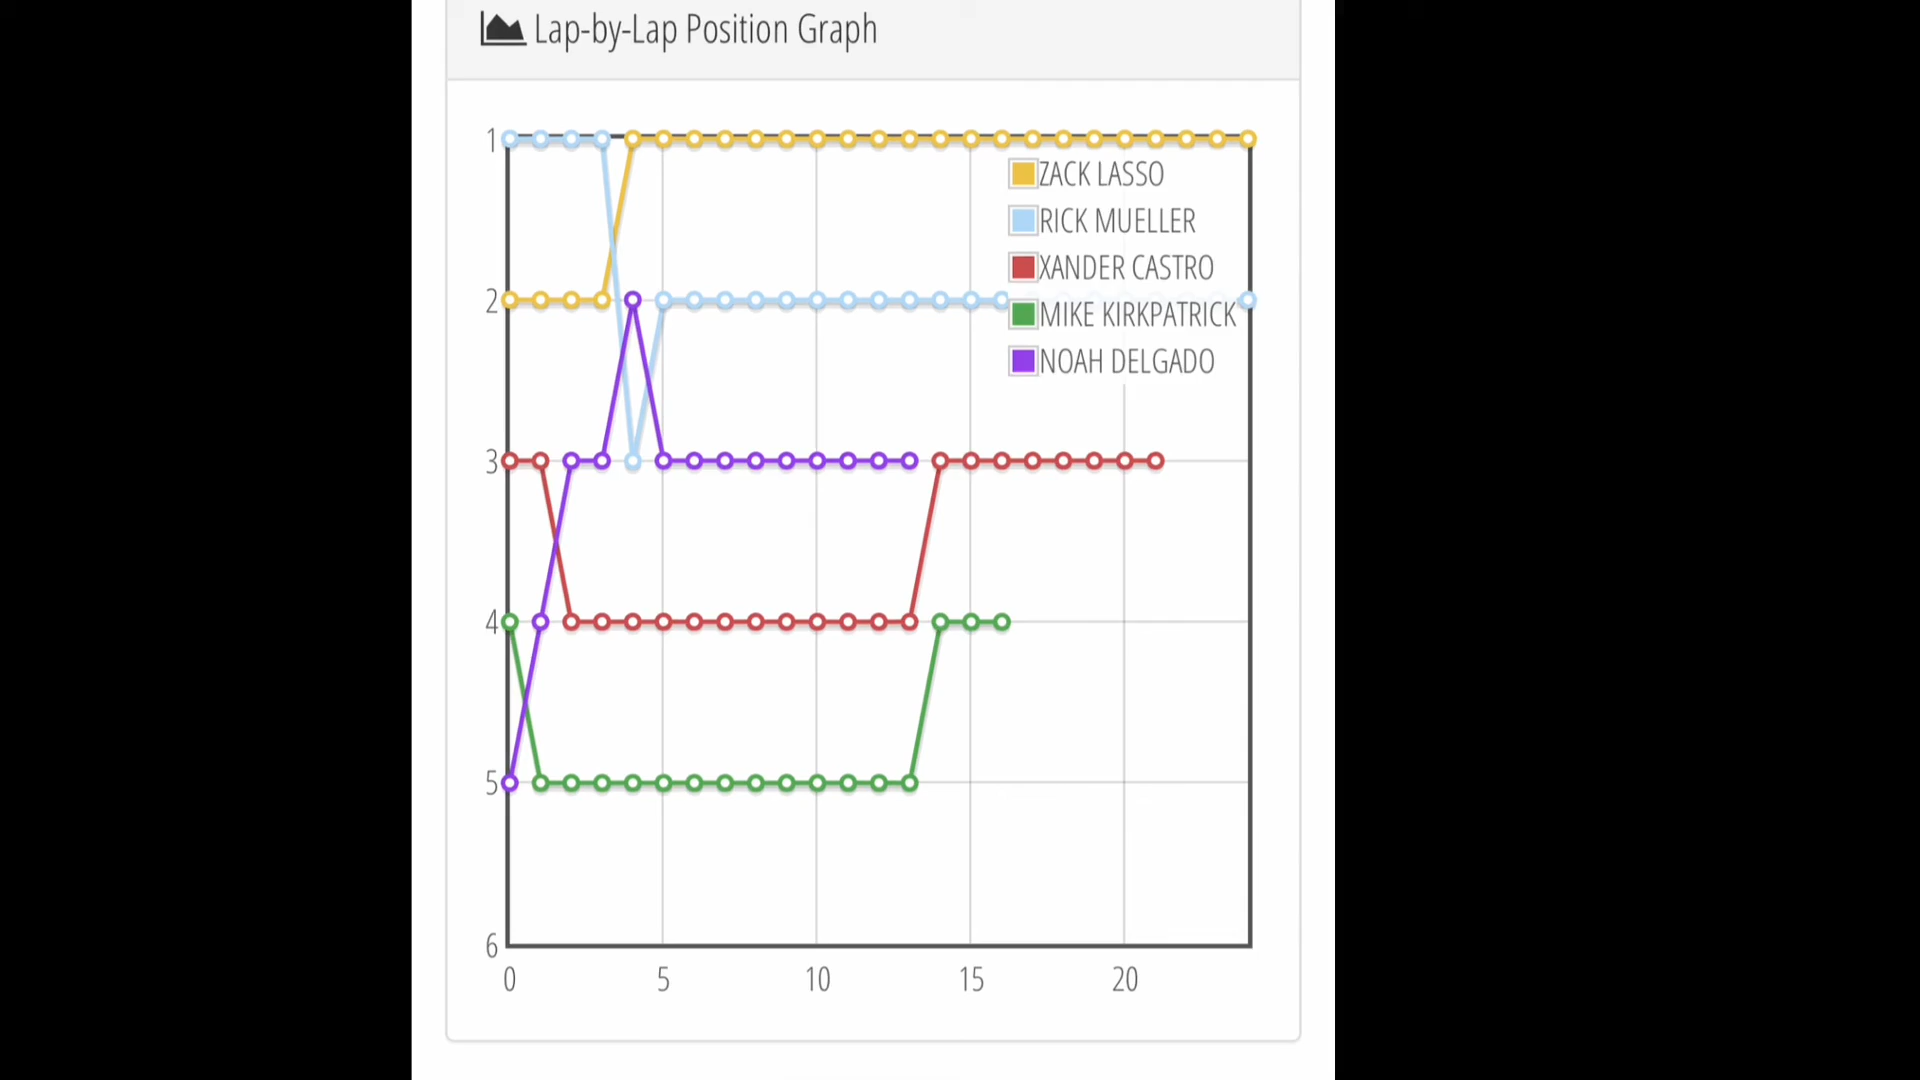 Lap-by-Lap Position Graph
1
ZACK LASSO
RICK MUELLER
XANDER CASTRO
2
MIKE KIRKPATRICK
NOAH DELGADO
3
4
5
6
0 5 10 15 20